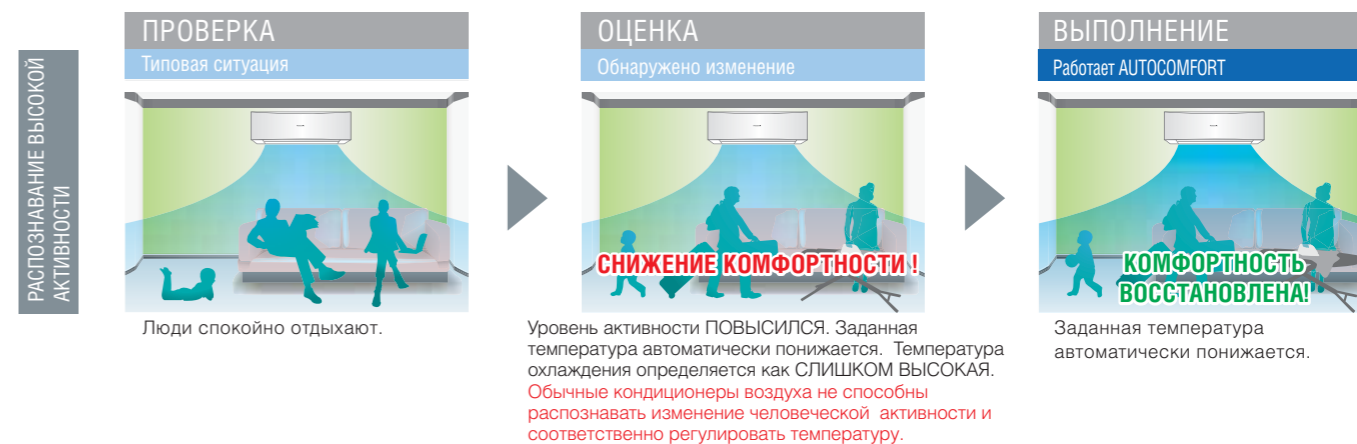 РАСПОЗНАВАНИЕ ВЫСОКОЙ
АКТИВНОСТИ
ПРОВЕРКА
Типовая ситуация
Люди спокойно отдыхают.
ОЦЕНКА
Обнаружено изменение
СНИЖЕНИЕ КОМФОРТНОСТИ !
Уровень активности ПОВЫСИЛСЯ. Заданная
температура автоматически понижается. Температура
охлаждения определяется как СЛИШКОМ ВЫСОКАЯ.
Обычные кондиционеры воздуха не способны
распознавать изменение человеческой активности и
соответственно регулировать температуру.
ВЫПОЛНЕНИЕ
Работает AUTOCOMFORT
КОМФОРТНОСТЬ
ВОССТАНОВЛЕНА!
Заданная температура
автоматически понижается.